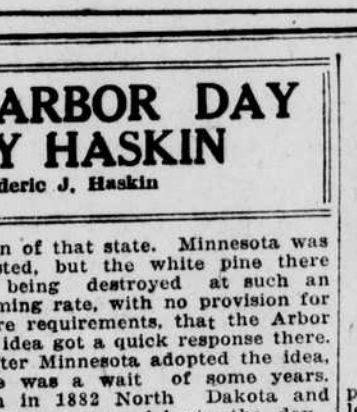 ARBOR DAY
Y HASKIN
deric J. Haskin
n of that state. Minnesota was
sted, but the white pine there
being destroyed at such an
ming rate, with no provision for
re requirements, that the Arbor
idea got a quick response there.
ter Minnesota adopted the idea,
e was a wait of some years.
n in 1882 North Dakota and